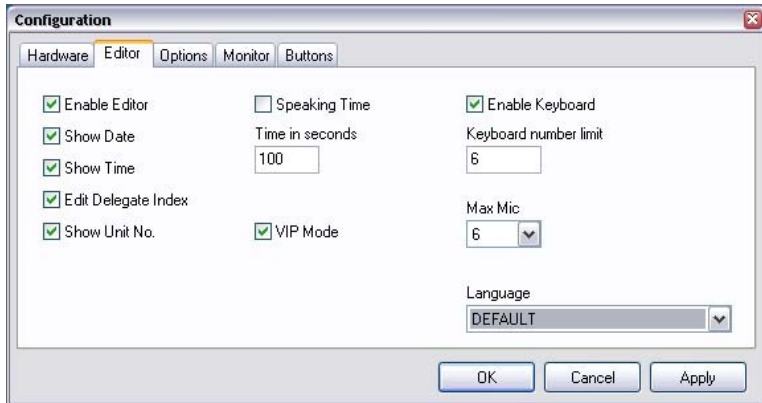 Configuration
Hardware Editor Options Monitor Buttons
Enable Editor
Show Date
Show Time
Edit Delegate Index
Show Unit No.
Speaking Time
Time in seconds
100
VIP Mode
Enable Keyboard
Keyboard number limit
6
Max Mic
6
Language
DEFAULT
OK Cancel Apply